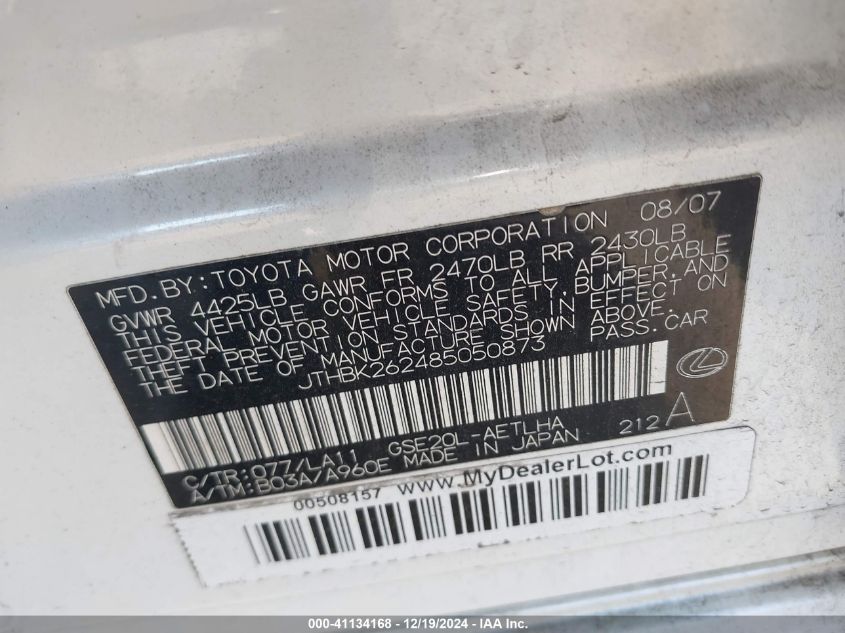 MFD.BY:TOYOTA MOTOR CORPORATION 08/07
GVWR 4425LB GAWR FR 2470LB RR 2430LB
THIS VEHICLE CONFORMS TO ALL APPLICABLE
FEDERAL MOTOR VEHICLE SAFETY,BUMPER,AND
THEFT PREVENTION STANDARDS IN EFFECT ON
THE DATE OF MANUFACTURE SHOWN ABOVE.
JTHBK262485050873 PASS.CAR
C/TR:077/LA11 GSE20L-AETLHA 212 A
A/TM:B03A/A960E MADE IN JAPAN
00508157 www.MyDealerLot.com
000-41134168 - 12/19/2024 - IAA Inc.